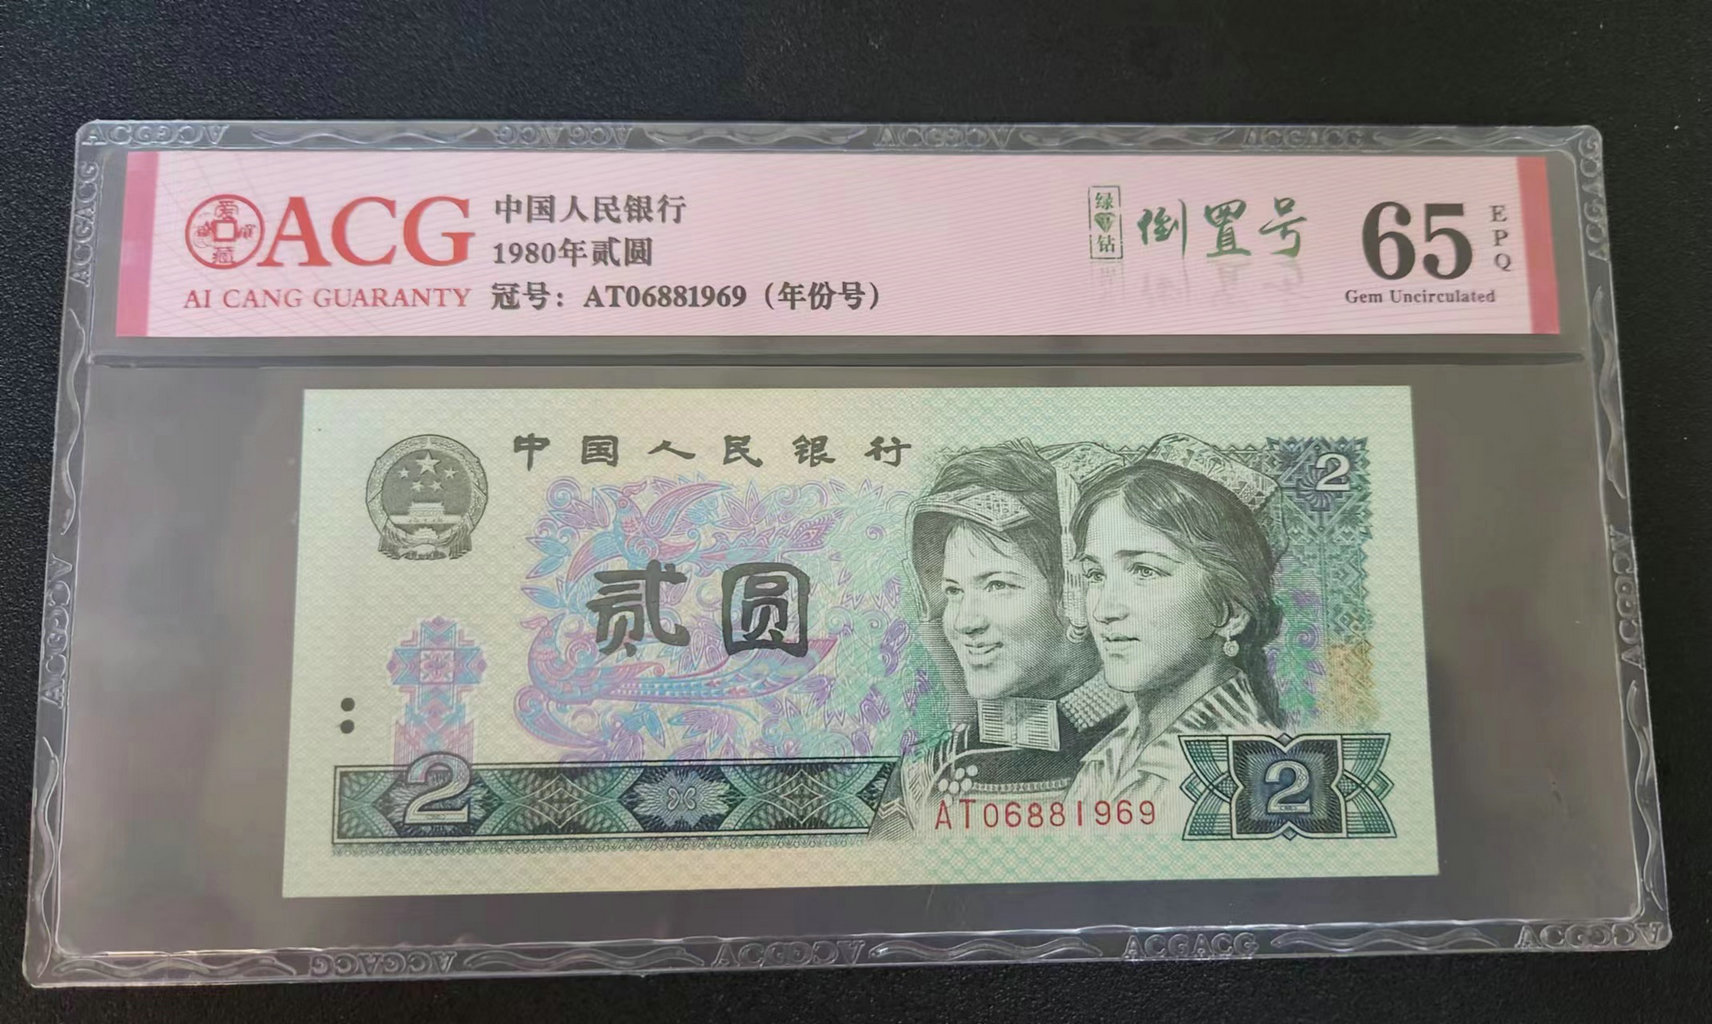 爱藏
ACG
AI CANG GUARANTY
中国人民银行
1980年贰圆
冠号：AT06881969（年份号）
绿钻
倒置号
65
EPQ
Gem Uncirculated
中国人民银行
2
贰圆
2
AT06881969
2